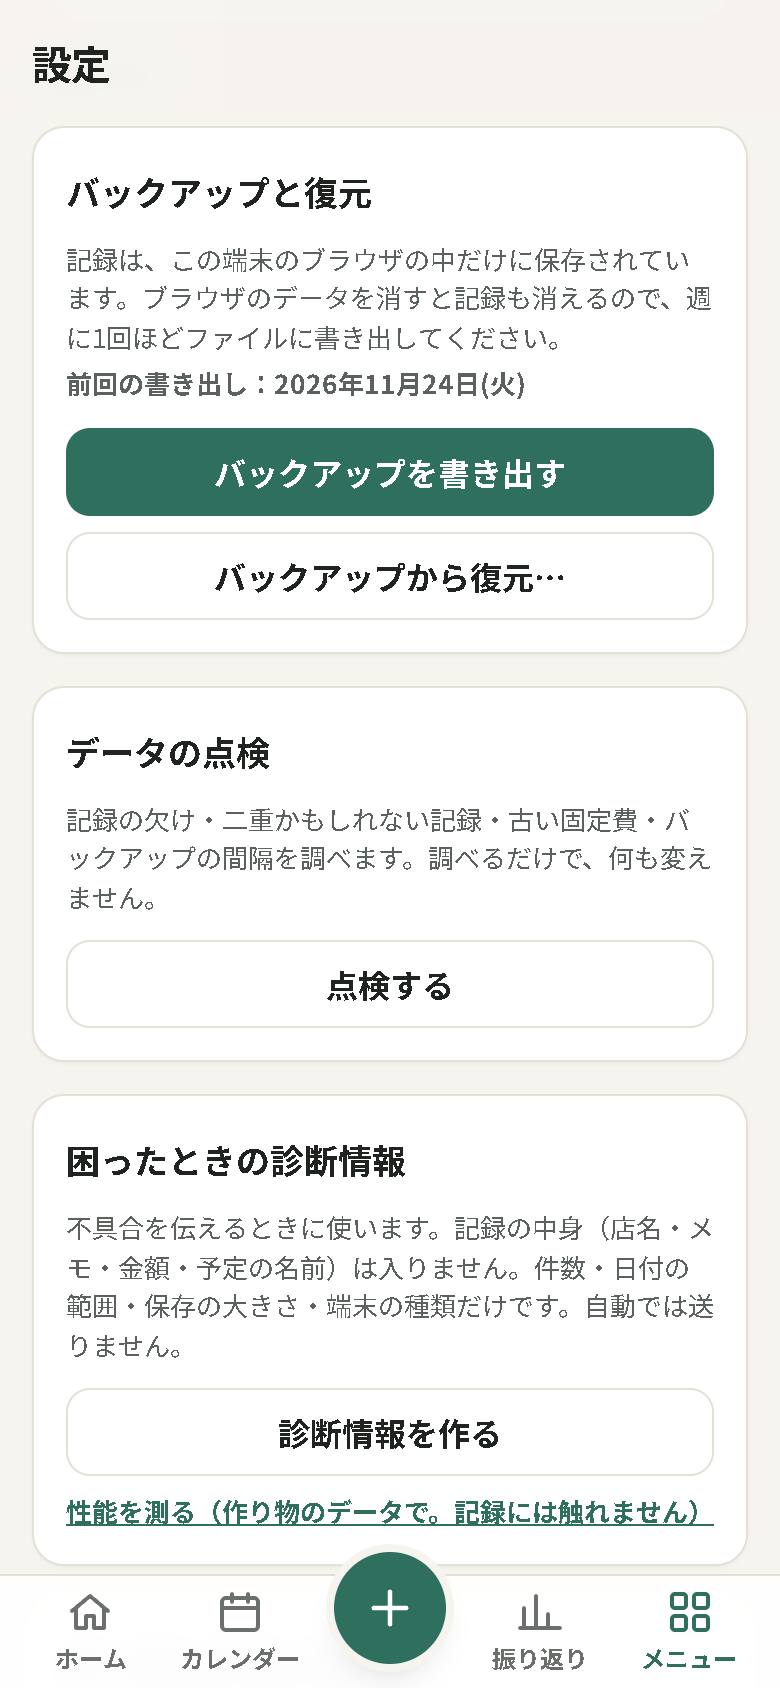 設定
バックアップと復元
記録は、この端末のブラウザの中だけに保存されてい
ます。ブラウザのデータを消すと記録も消えるので、週
に1回ほどファイルに書き出してください。
前回の書き出し：2026年11月24日(火)
バックアップを書き出す
バックアップから復元…
データの点検
記録の欠け・二重かもしれない記録・古い固定費・バ
ックアップの間隔を調べます。調べるだけで、何も変え
ません。
点検する
困ったときの診断情報
不具合を伝えるときに使います。記録の中身（店名・メ
モ・金額・予定の名前）は入りません。件数・日付の
範囲・保存の大きさ・端末の種類だけです。自動では送
りません。
診断情報を作る
性能を測る（作り物のデータで。記録には触れません）
ホーム
カレンダー
振り返り
メニュー